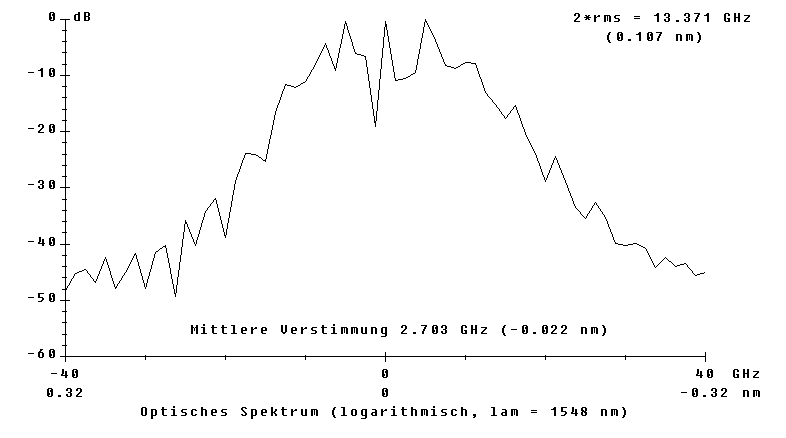 0 dB
2*rms = 13.371 GHz
(0.107 nm)
-10
-20
-30
-40
-50
Mittlere Verstimmung 2.703 GHz (-0.022 nm)
-60
-40 0 40 GHz
0.32 0 -0.32 nm
Optisches Spektrum (logarithmisch, lam = 1548 nm)